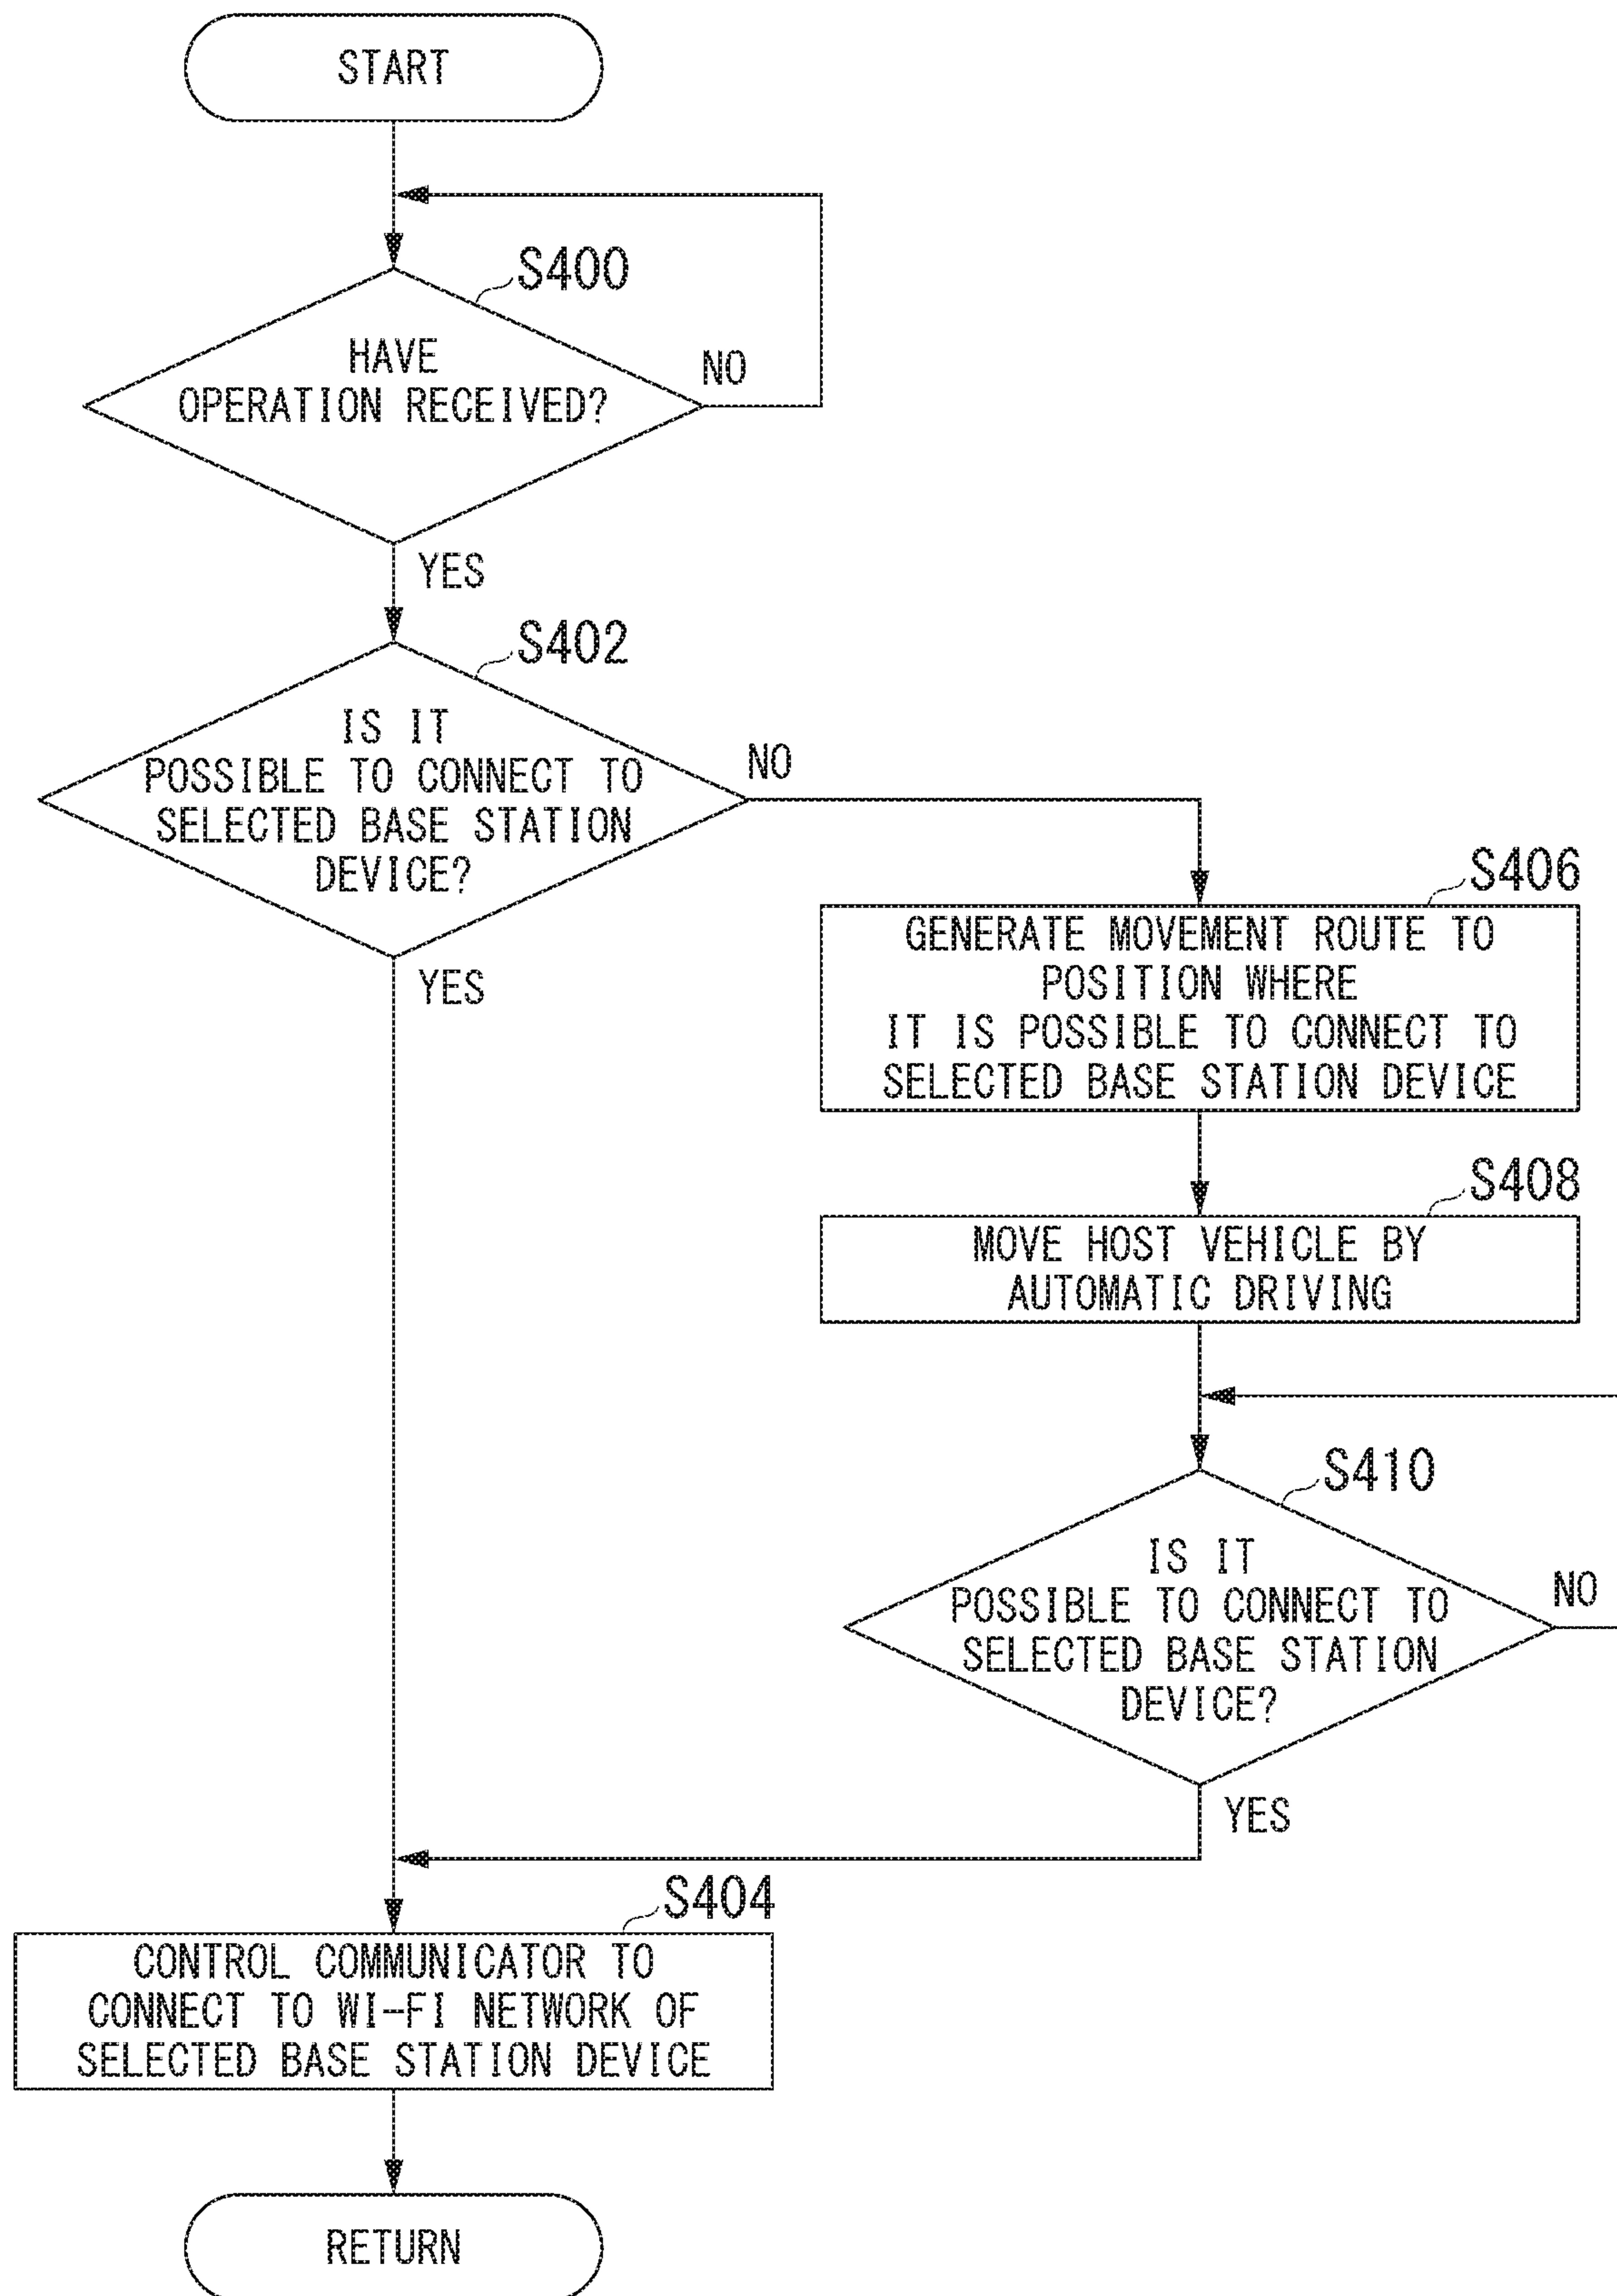 START
S400
HAVE
OPERATION RECEIVED?
NO
YES
S402
IS IT
POSSIBLE TO CONNECT TO
SELECTED BASE STATION
DEVICE?
NO
YES
S406
GENERATE MOVEMENT ROUTE TO
POSITION WHERE
IT IS POSSIBLE TO CONNECT TO
SELECTED BASE STATION DEVICE
S408
MOVE HOST VEHICLE BY
AUTOMATIC DRIVING
S410
IS IT
POSSIBLE TO CONNECT TO
SELECTED BASE STATION
DEVICE?
NO
YES
S404
CONTROL COMMUNICATOR TO
CONNECT TO WI-FI NETWORK OF
SELECTED BASE STATION DEVICE
RETURN